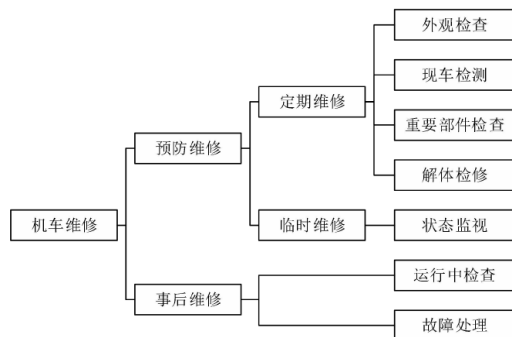 外观检查
现车检测
定期维修
重要部件检查
预防维修
解体检修
机车维修
临时维修
状态监视
运行中检查
事后维修
故障处理